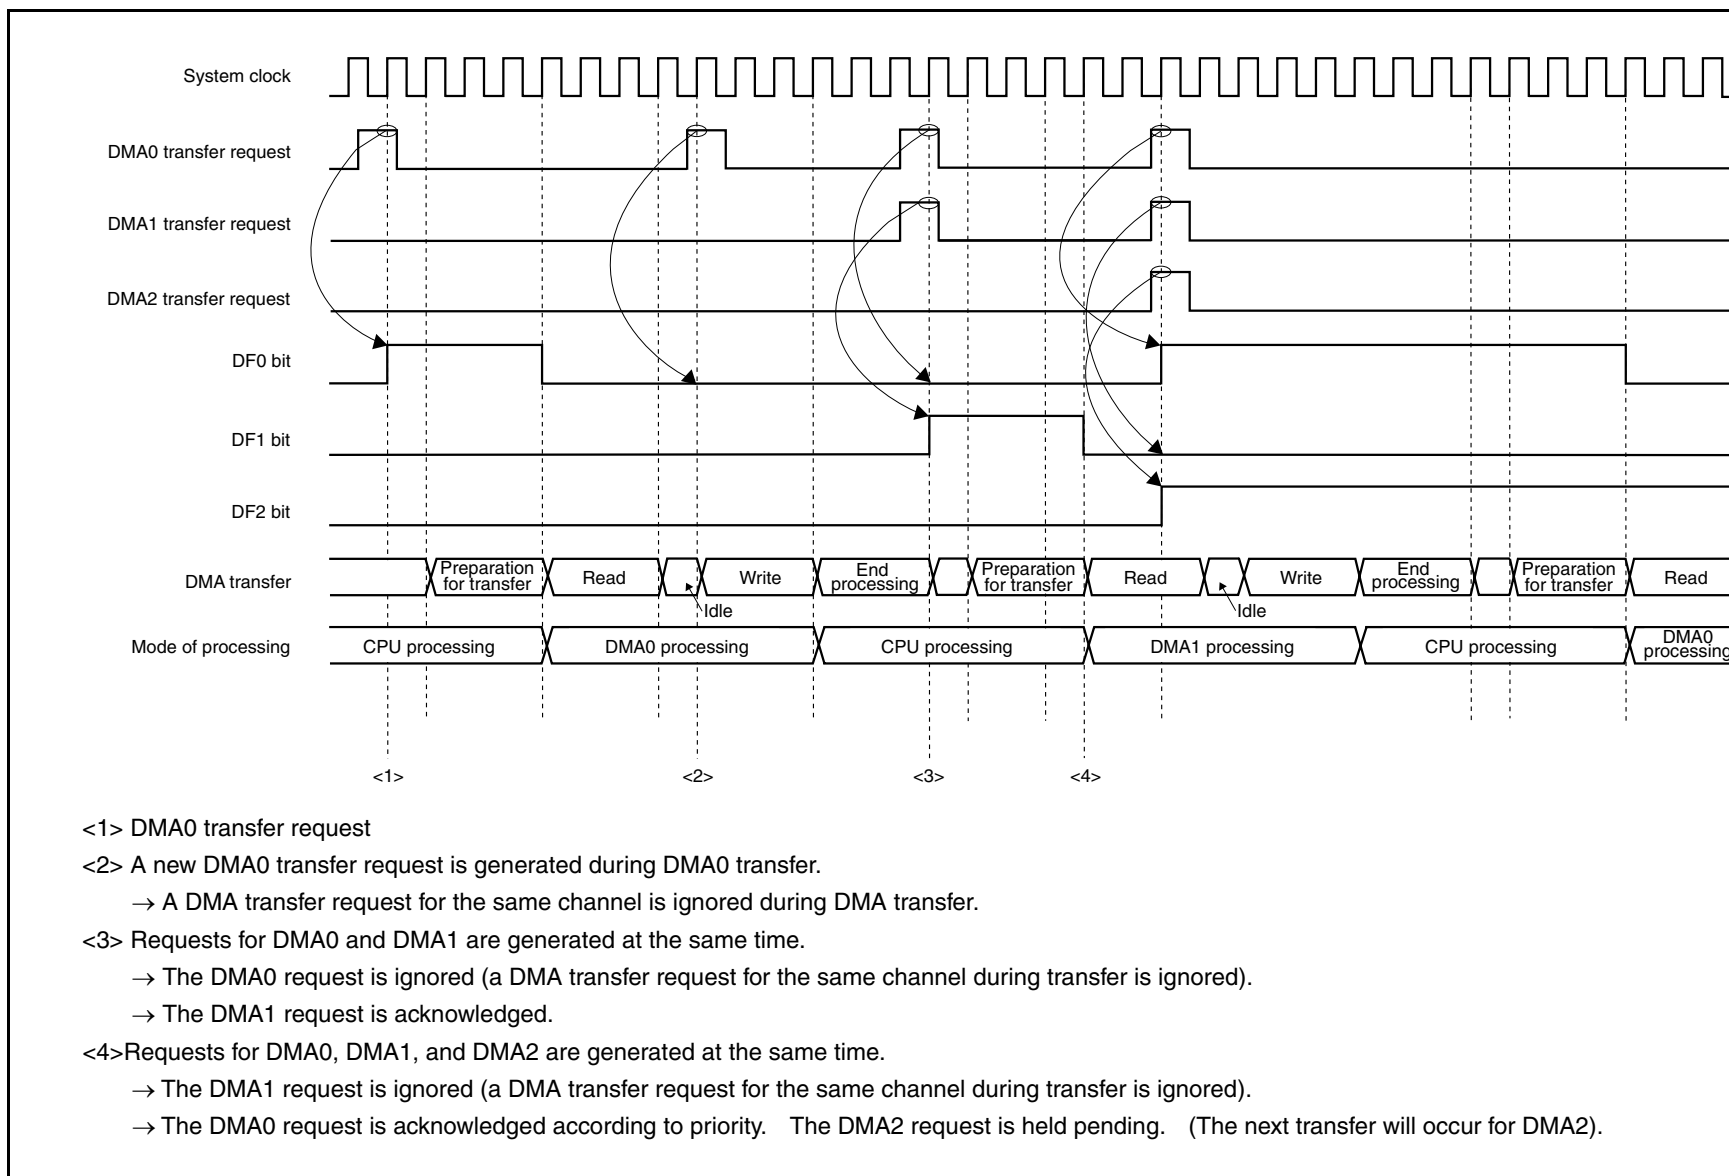 System clock
DMA0 transfer request
DMA1 transfer request
DMA2 transfer request
DF0 bit
DF1 bit
DF2 bit
DMA transfer
Preparation for transfer
Read
Idle
Write
End processing
Preparation for transfer
Read
Idle
Write
End processing
Preparation for transfer
Read
Mode of processing
CPU processing
DMA0 processing
CPU processing
DMA1 processing
CPU processing
DMA0 processing
<1>
<2>
<3>
<4>
<1> DMA0 transfer request
<2> A new DMA0 transfer request is generated during DMA0 transfer.
→ A DMA transfer request for the same channel is ignored during DMA transfer.
<3> Requests for DMA0 and DMA1 are generated at the same time.
→ The DMA0 request is ignored (a DMA transfer request for the same channel during transfer is ignored).
→ The DMA1 request is acknowledged.
<4>Requests for DMA0, DMA1, and DMA2 are generated at the same time.
→ The DMA1 request is ignored (a DMA transfer request for the same channel during transfer is ignored).
→ The DMA0 request is acknowledged according to priority. The DMA2 request is held pending. (The next transfer will occur for DMA2).